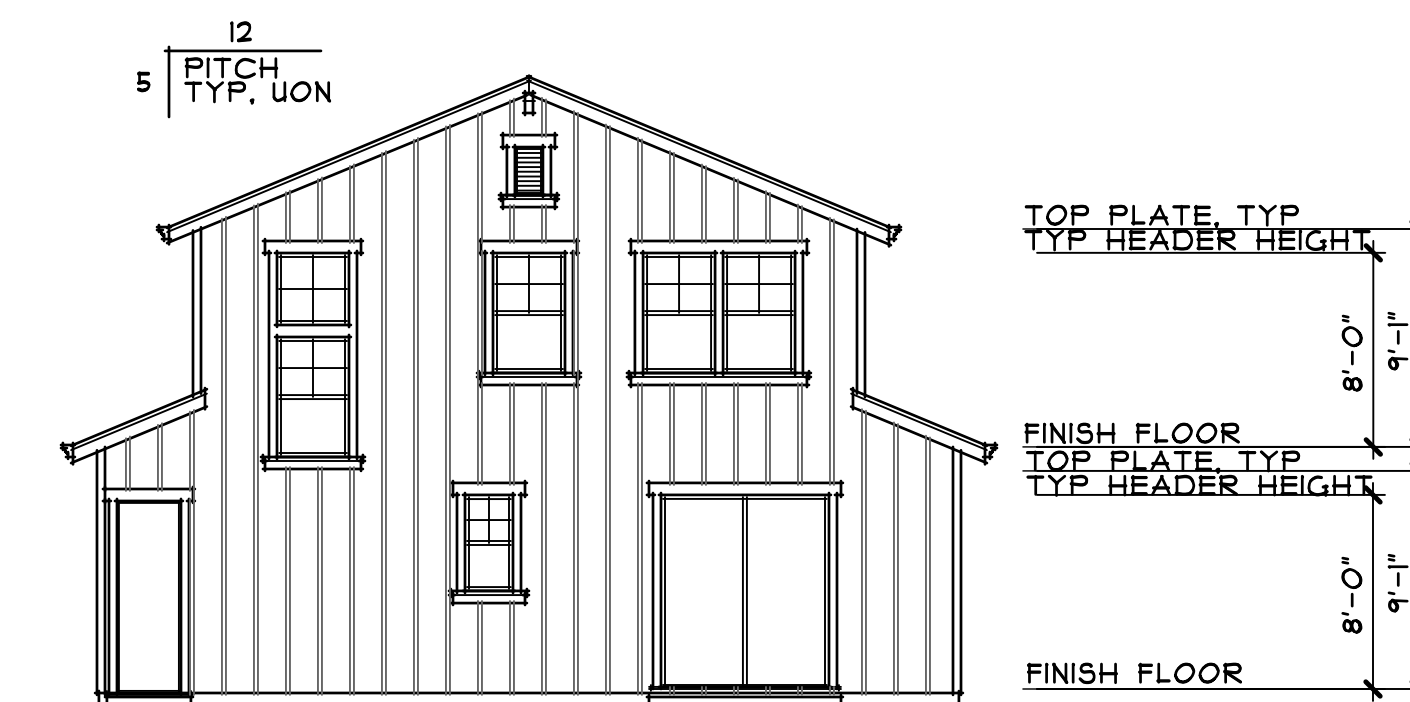 12
5
PITCH
TYP, UON
TOP PLATE, TYP
TYP HEADER HEIGHT
8'-0"
9'-1"
FINISH FLOOR
TOP PLATE, TYP
TYP HEADER HEIGHT
8'-0"
9'-1"
FINISH FLOOR